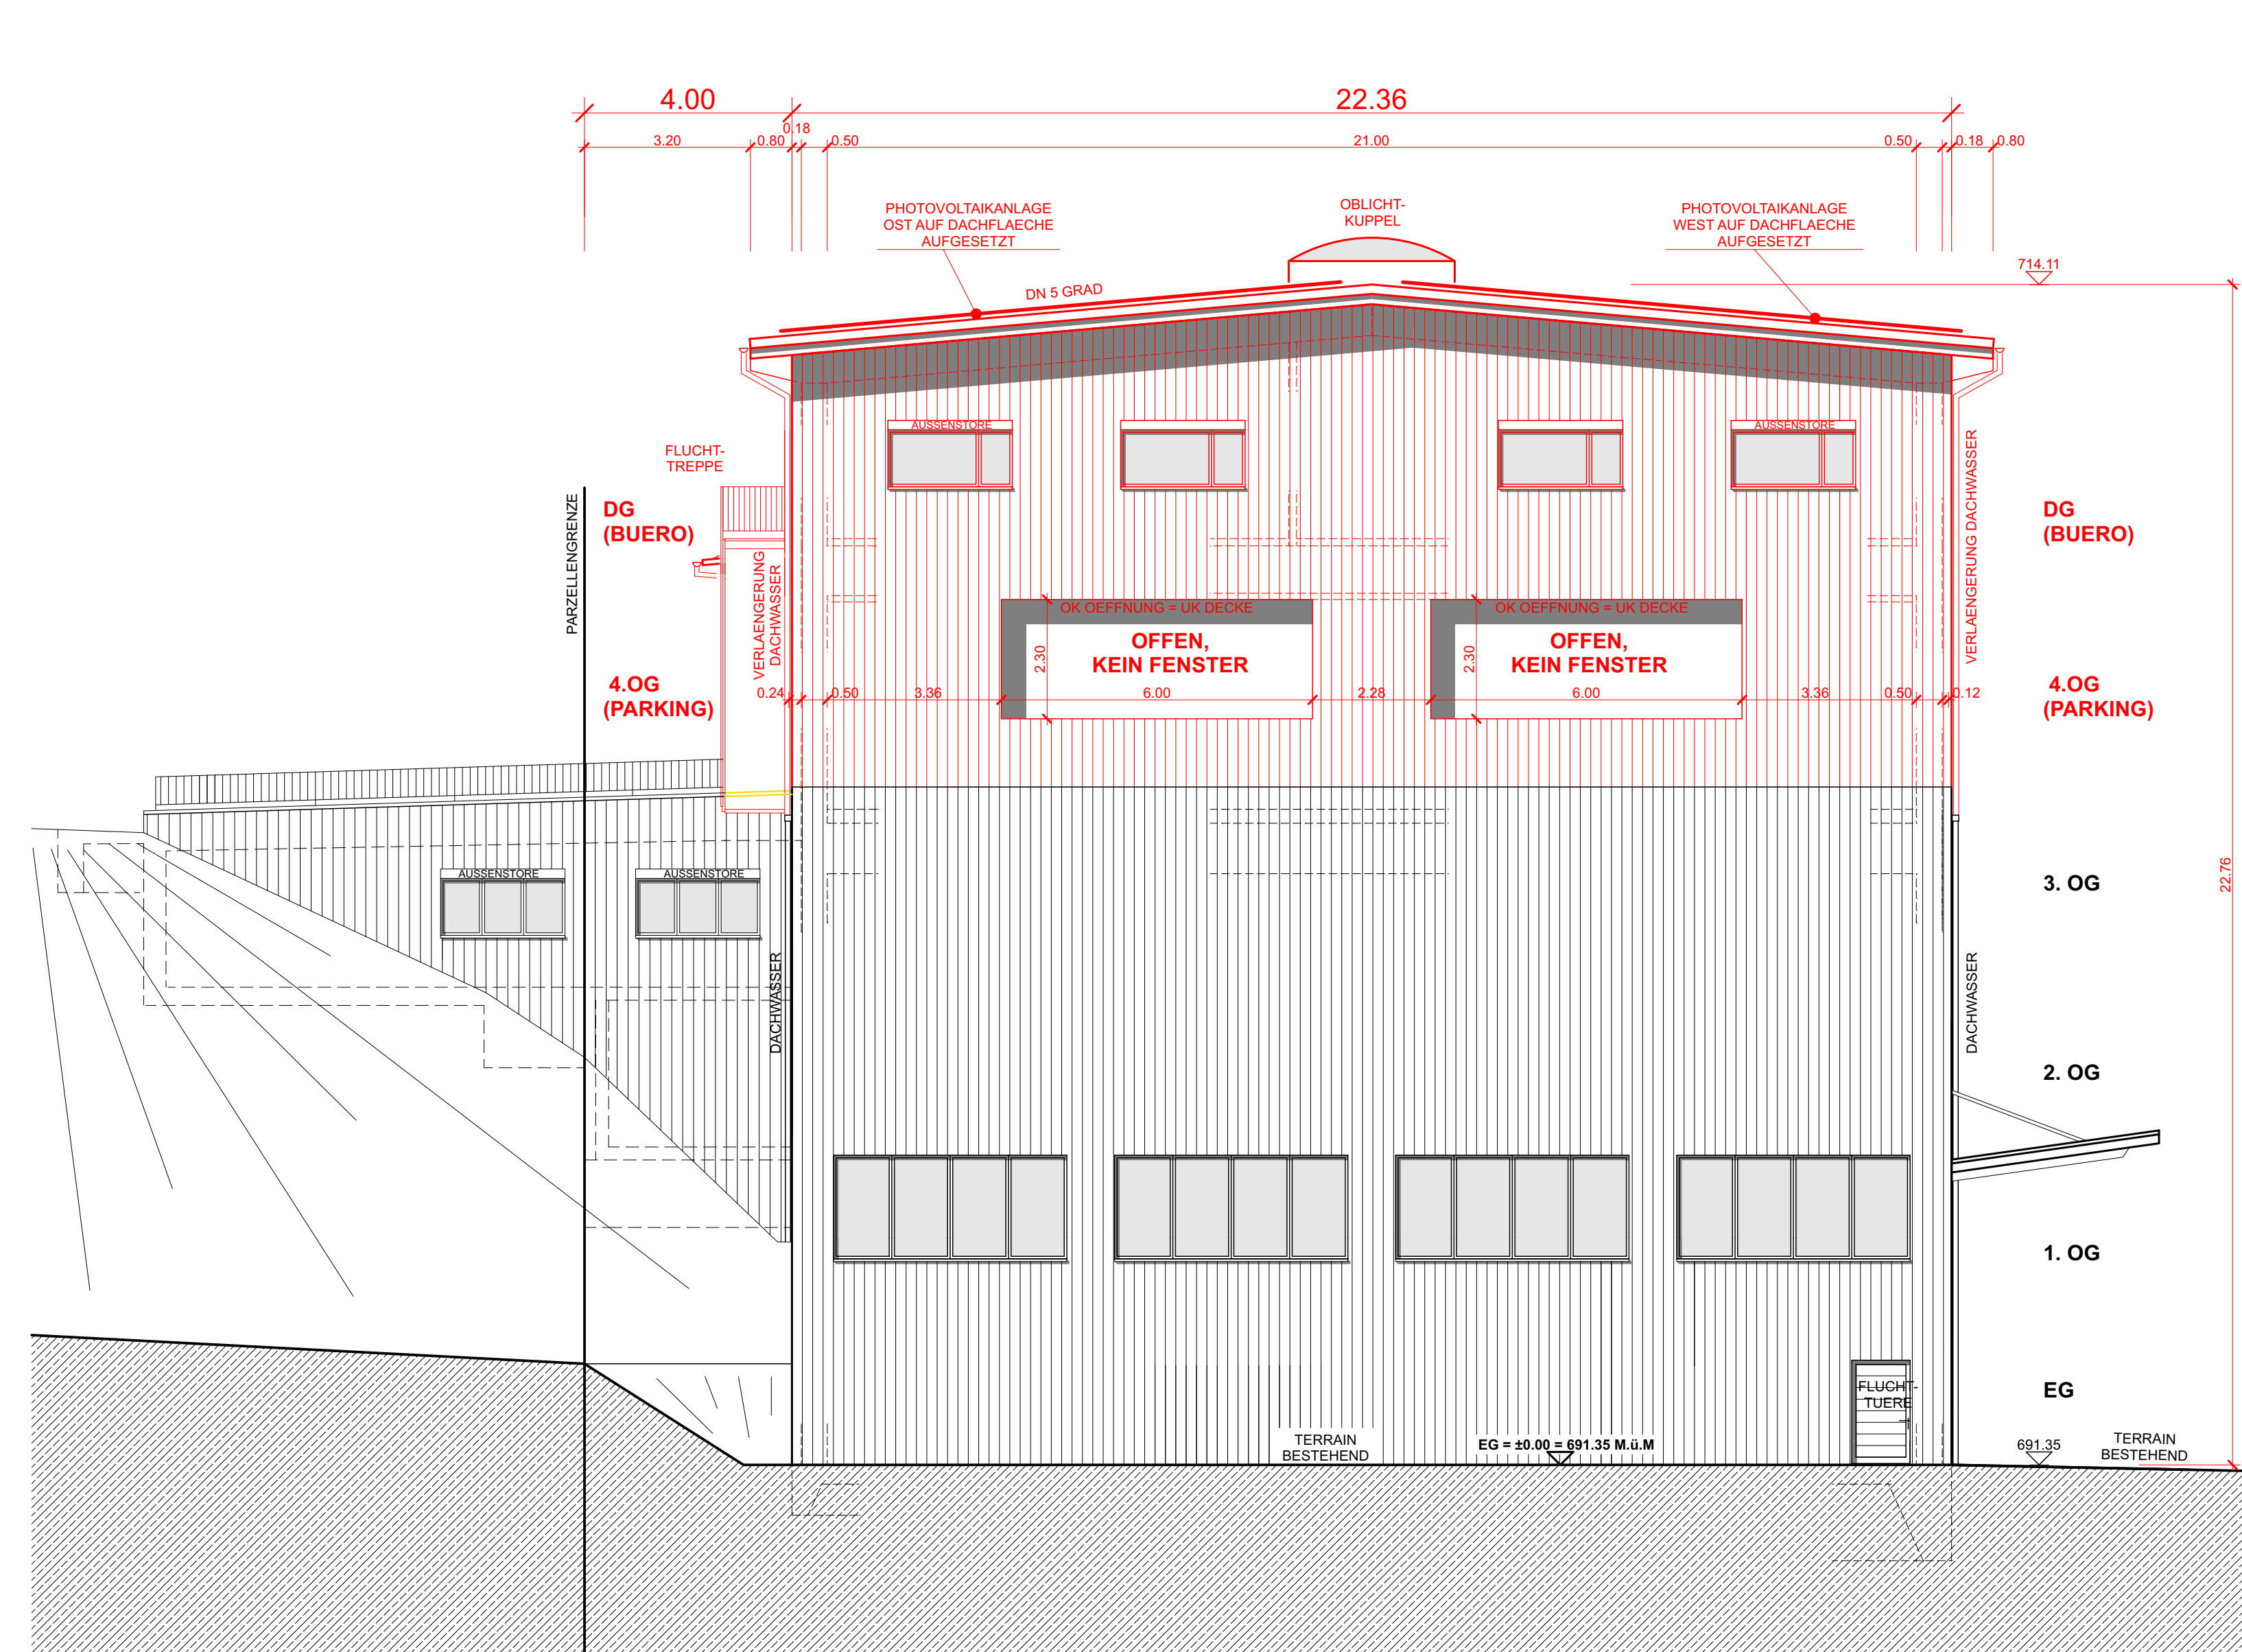 4.00
22.36
0.18
3.20
0.80
0.50
21.00
0.50
0.18
0.80
PHOTOVOLTAIKANLAGE
OST AUF DACHFLAECHE
AUFGESETZT
OBLICHT-
KUPPEL
PHOTOVOLTAIKANLAGE
WEST AUF DACHFLAECHE
AUFGESETZT
714.11
DN 5 GRAD
AUSSENSTORE
AUSSENSTORE
FLUCHT-
TREPPE
PARZELLENGRENZE
DG
(BUERO)
VERLAENGERUNG
DACHWASSER
VERLAENGERUNG DACHWASSER
DG
(BUERO)
OK OEFFNUNG = UK DECKE
OK OEFFNUNG = UK DECKE
OFFEN,
KEIN FENSTER
OFFEN,
KEIN FENSTER
2.30
2.30
4.OG
(PARKING)
0.24
0.50
3.36
6.00
2.28
6.00
3.36
0.50
0.12
4.OG
(PARKING)
AUSSENSTORE
AUSSENSTORE
3. OG
22.76
DACHWASSER
DACHWASSER
2. OG
1. OG
FLUCHT-
TUERE
EG
TERRAIN
BESTEHEND
EG = ±0.00 = 691.35 M.ü.M
691.35
TERRAIN
BESTEHEND